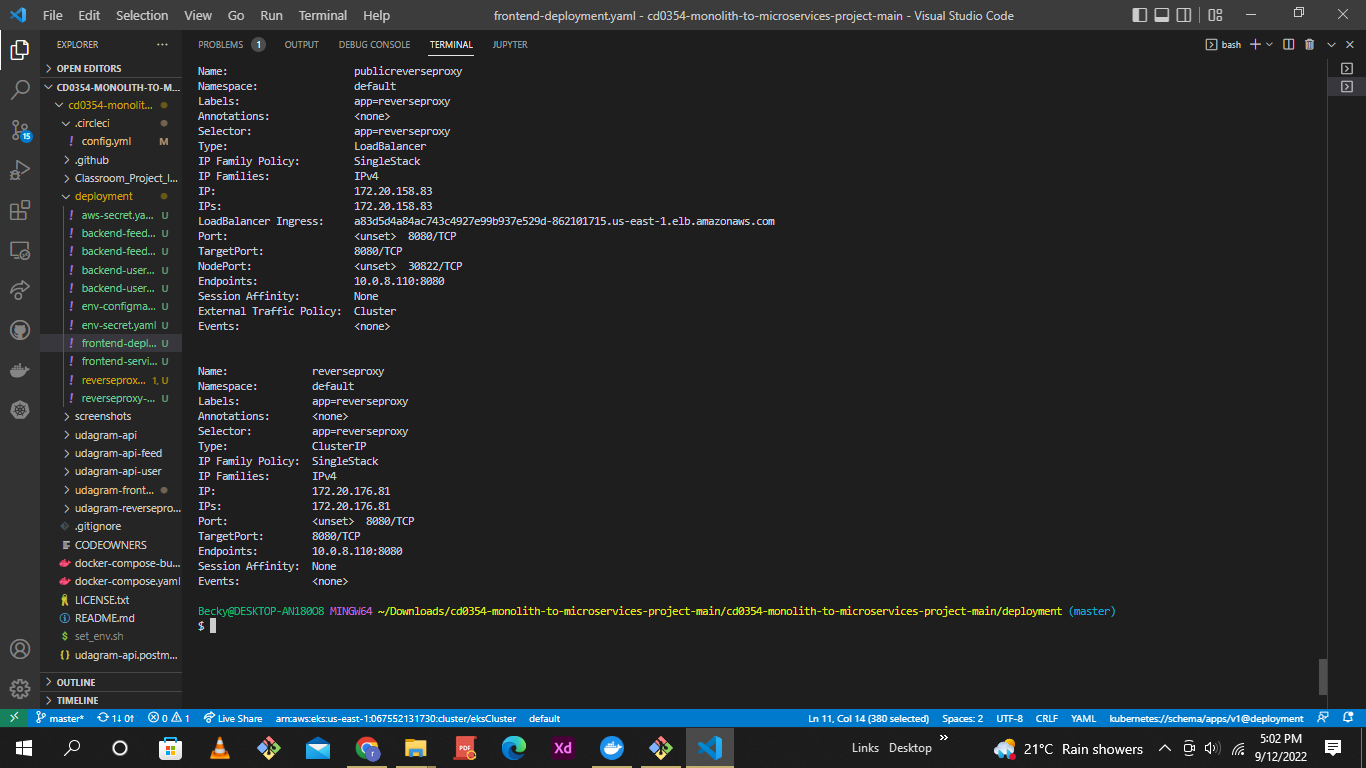 File Edit Selection View Go Run Terminal Help
frontend-deployment.yaml - cd0354-monolith-to-microservices-project-main - Visual Studio Code
EXPLORER
OPEN EDITORS
CD0354-MONOLITH-TO-M...
cd0354-monolit...
.circleci
config.yml M
.github
Classroom_Project_I...
deployment
aws-secret.ya... U
backend-feed... U
backend-feed... U
backend-user... U
backend-user... U
env-configma... U
env-secret.yaml U
frontend-depl... U
frontend-servi... U
reverseprox... 1, U
reverseproxy-... U
screenshots
udagram-api
udagram-api-feed
udagram-api-user
udagram-front...
udagram-reversepro...
.gitignore
CODEOWNERS
docker-compose-bu...
docker-compose.yaml
LICENSE.txt
README.md
set_env.sh
udagram-api.postm...
OUTLINE
TIMELINE
15
PROBLEMS 1 OUTPUT DEBUG CONSOLE TERMINAL JUPYTER
bash
Name: publicreverseproxy
Namespace: default
Labels: app=reverseproxy
Annotations: <none>
Selector: app=reverseproxy
Type: LoadBalancer
IP Family Policy: SingleStack
IP Families: IPv4
IP: 172.20.158.83
IPs: 172.20.158.83
LoadBalancer Ingress: a83d5d4a84ac743c4927e99b937e529d-862101715.us-east-1.elb.amazonaws.com
Port: <unset> 8080/TCP
TargetPort: 8080/TCP
NodePort: <unset> 30822/TCP
Endpoints: 10.0.8.110:8080
Session Affinity: None
External Traffic Policy: Cluster
Events: <none>
Name: reverseproxy
Namespace: default
Labels: app=reverseproxy
Annotations: <none>
Selector: app=reverseproxy
Type: ClusterIP
IP Family Policy: SingleStack
IP Families: IPv4
IP: 172.20.176.81
IPs: 172.20.176.81
Port: <unset> 8080/TCP
TargetPort: 8080/TCP
Endpoints: 10.0.8.110:8080
Session Affinity: None
Events: <none>
Becky@DESKTOP-AN180O8 MINGW64 ~/Downloads/cd0354-monolith-to-microservices-project-main/cd0354-monolith-to-microservices-project-main/deployment (master)
$
master* 1↓ 0↑ 0 1 Live Share arn:aws:eks:us-east-1:067552131730:cluster/eksCluster default
Ln 11, Col 14 (380 selected) Spaces: 2 UTF-8 CRLF YAML kubernetes://schema/apps/v1@deployment
PDF
Xd
Links Desktop »
21°C Rain showers
5:02 PM
9/12/2022